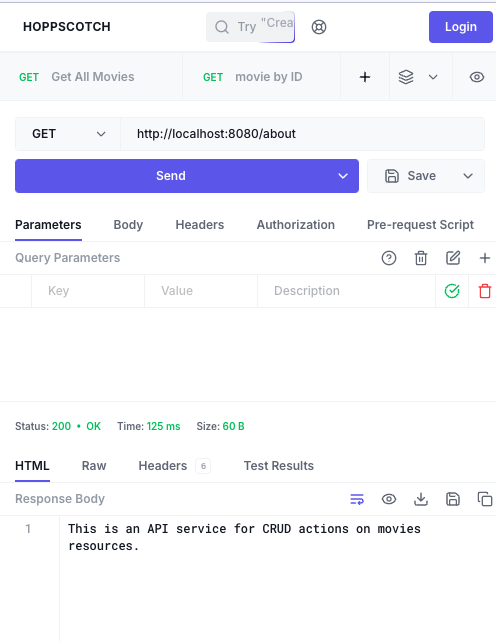 HOPPSCOTCH
Try "Crea
Login
GET Get All Movies
GET movie by ID
GET
http://localhost:8080/about
Send
Save
Parameters Body Headers Authorization Pre-request Script
Query Parameters
Key Value Description
Status: 200 • OK Time: 125 ms Size: 60 B
HTML Raw Headers 6 Test Results
Response Body
1 This is an API service for CRUD actions on movies
resources.